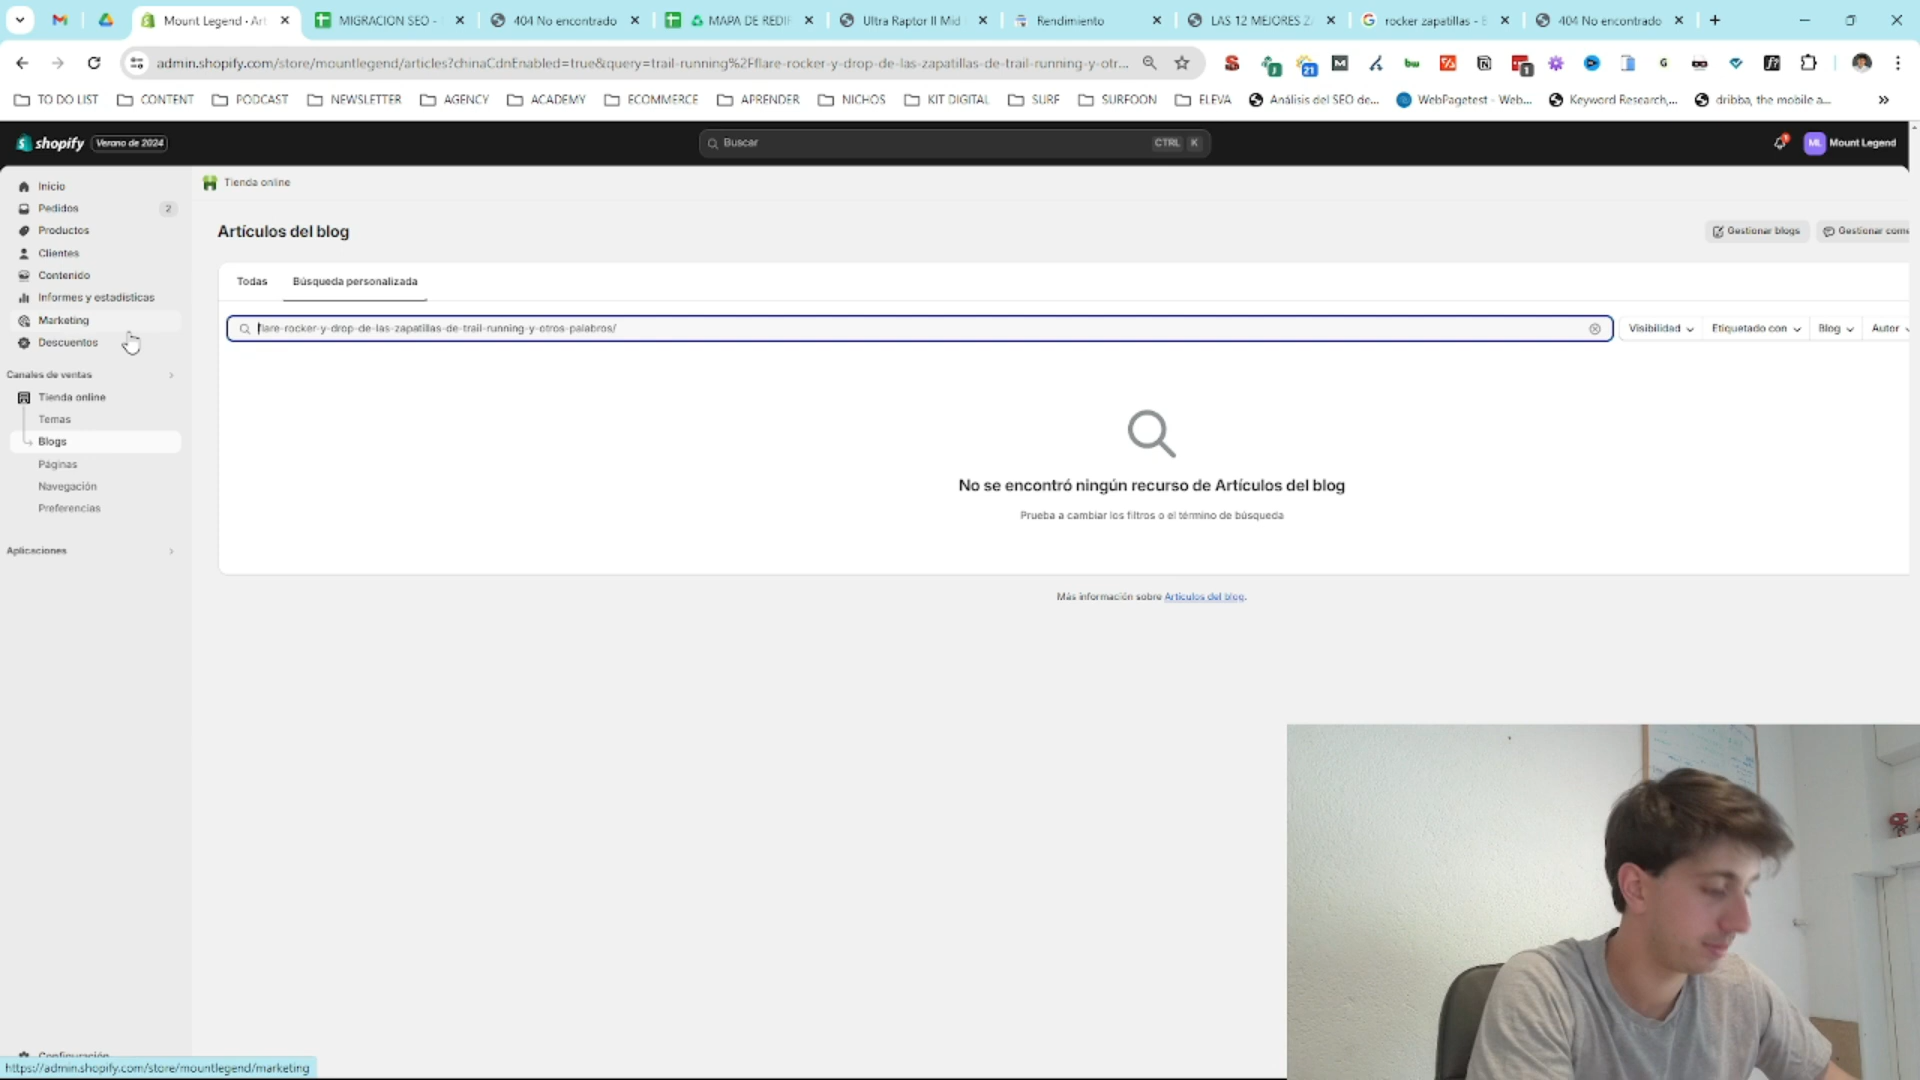 Mount Legend · Art
MIGRACION SEO -
404 No encontrado
MAPA DE REDIR
Ultra Raptor II Mid
Rendimiento
LAS 12 MEJORES Z
rocker zapatillas - B
404 No encontrado
admin.shopify.com/store/mountlegend/articles?chinaCdnEnabled=true&query=trail-running%2Fflare-rocker-y-drop-de-las-zapatillas-de-trail-running-y-otr...
TO DO LIST
CONTENT
PODCAST
NEWSLETTER
AGENCY
ACADEMY
ECOMMERCE
APRENDER
NICHOS
KIT DIGITAL
SURF
SURFOON
ELEVA
Análisis del SEO de...
WebPagetest - Web...
Keyword Research,...
dribba, the mobile a...
shopify
Verano de 2024
Buscar
CTRL K
ML
Mount Legend
Inicio
Pedidos
2
Productos
Clientes
Contenido
Informes y estadísticas
Marketing
Descuentos
Canales de ventas
Tienda online
Temas
Blogs
Páginas
Navegación
Preferencias
Aplicaciones
Configuración
Tienda online
Artículos del blog
Gestionar blogs
Gestionar come
Todas
Búsqueda personalizada
flare-rocker-y-drop-de-las-zapatillas-de-trail-running-y-otros-palabros/
Visibilidad
Etiquetado con
Blog
Autor
No se encontró ningún recurso de Artículos del blog
Prueba a cambiar los filtros o el término de búsqueda
Más información sobre Artículos del blog.
https://admin.shopify.com/store/mountlegend/marketing